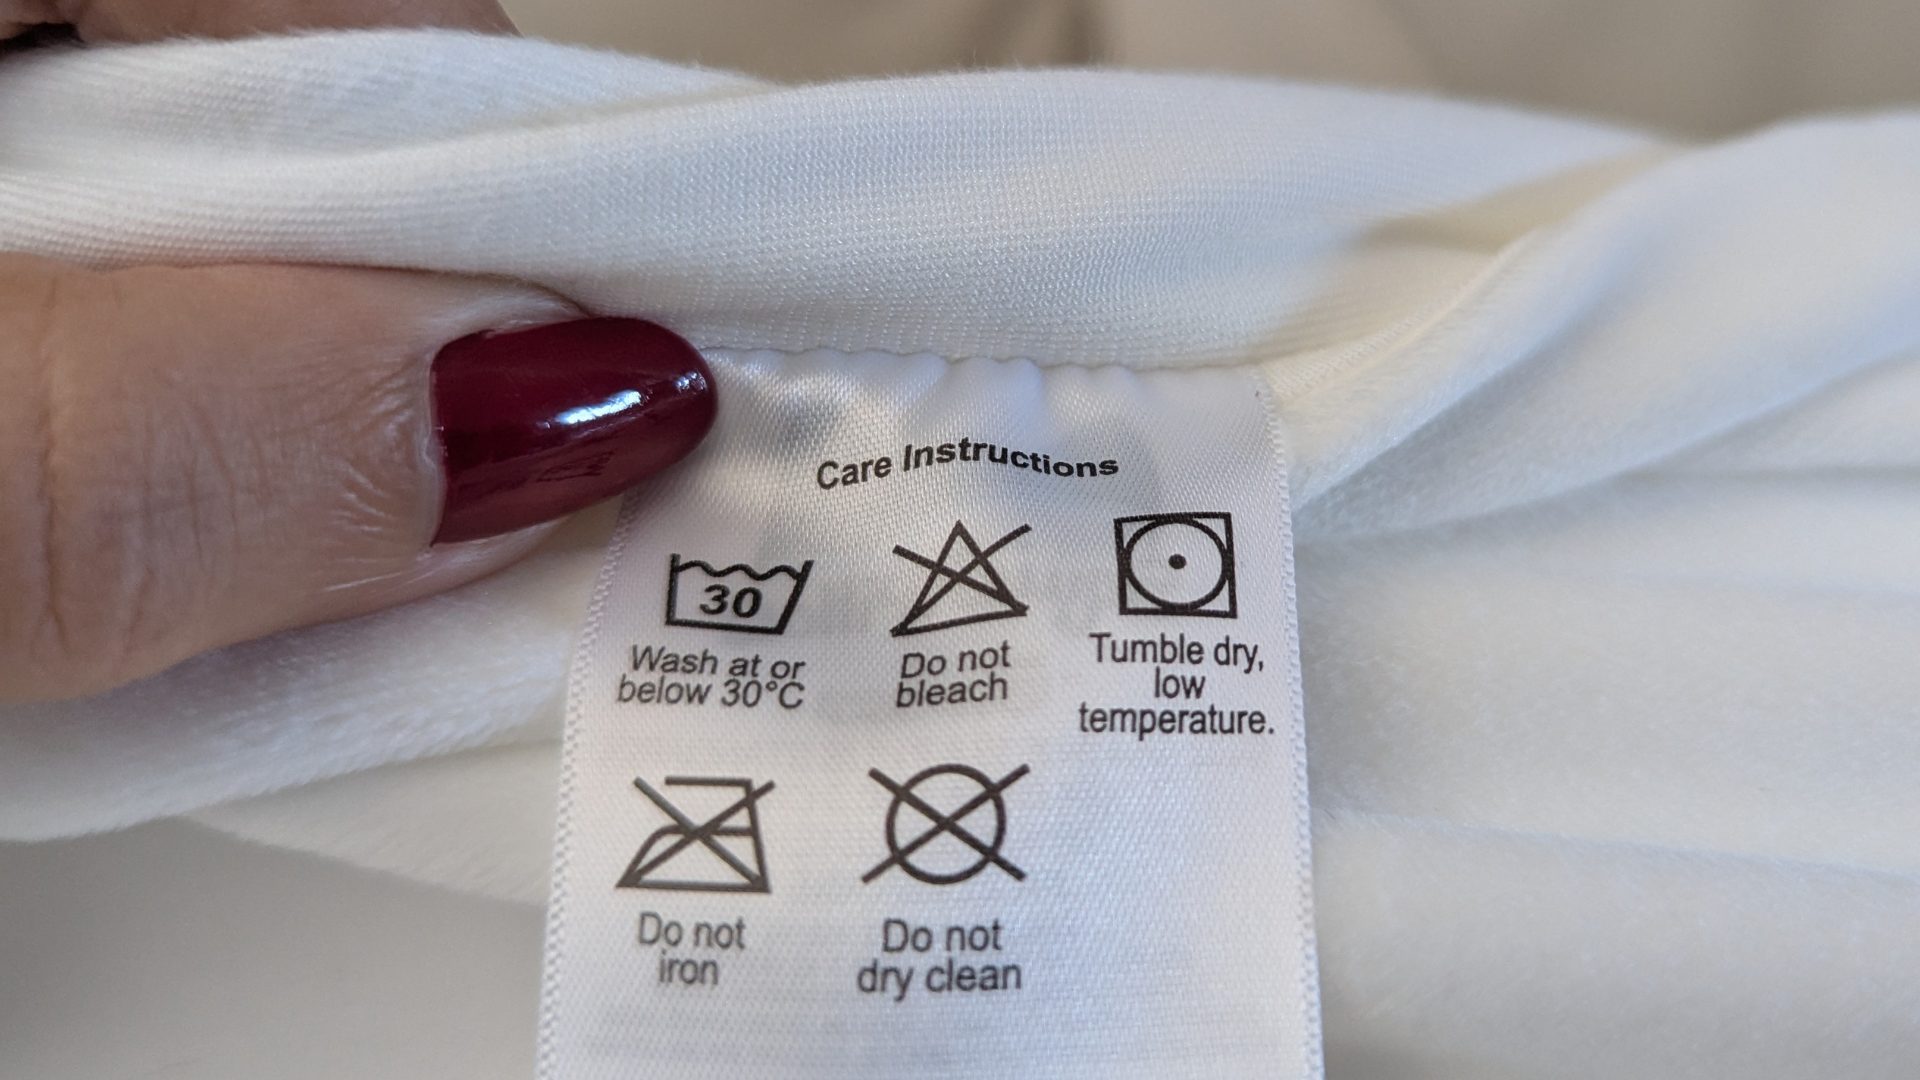 Care Instructions
30
Wash at or
below 30°C
Do not
bleach
Tumble dry,
low
temperature.
Do not
iron
Do not
dry clean